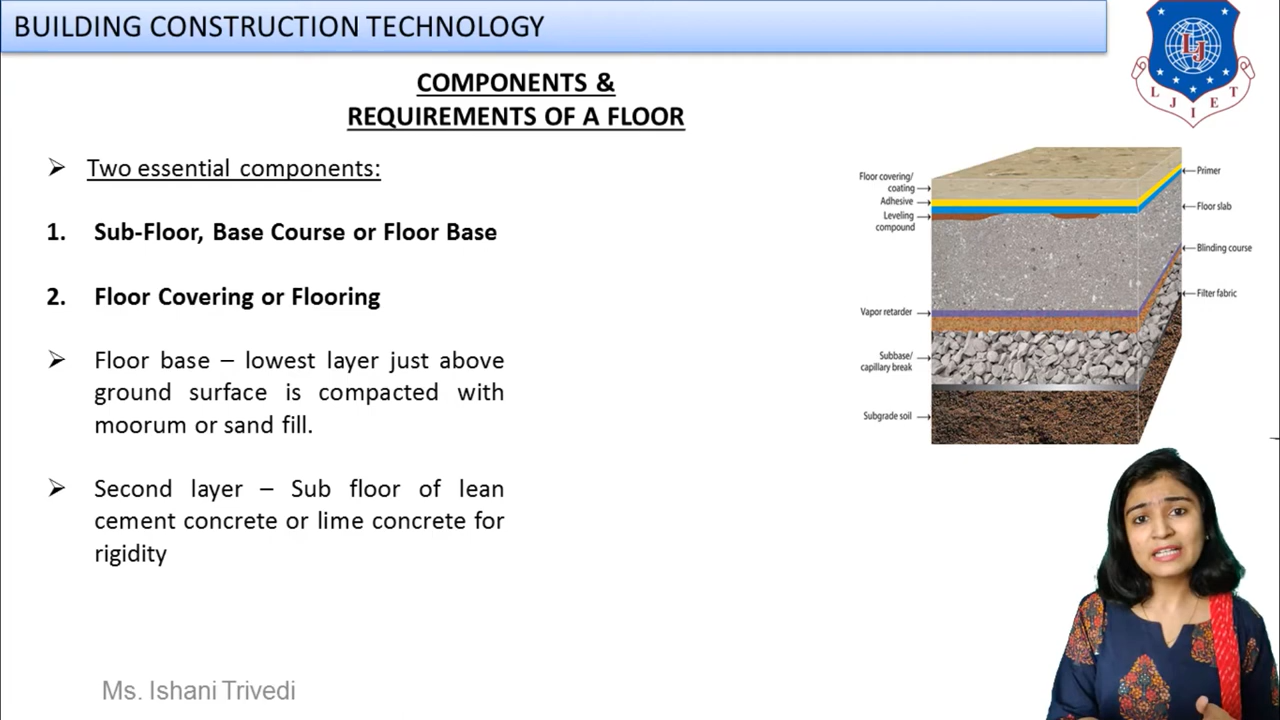 BUILDING CONSTRUCTION TECHNOLOGY
LJ
L J I E T
COMPONENTS &
REQUIREMENTS OF A FLOOR
➢ Two essential components:
1. Sub-Floor, Base Course or Floor Base
2. Floor Covering or Flooring
➢ Floor base – lowest layer just above
ground surface is compacted with
moorum or sand fill.
➢ Second layer – Sub floor of lean
cement concrete or lime concrete for
rigidity
Floor covering/
coating
Adhesive
Leveling
compound
Vapor retarder
Subbase/
capillary break
Subgrade soil
Primer
Floor slab
Blinding course
Filter fabric
Ms. Ishani Trivedi